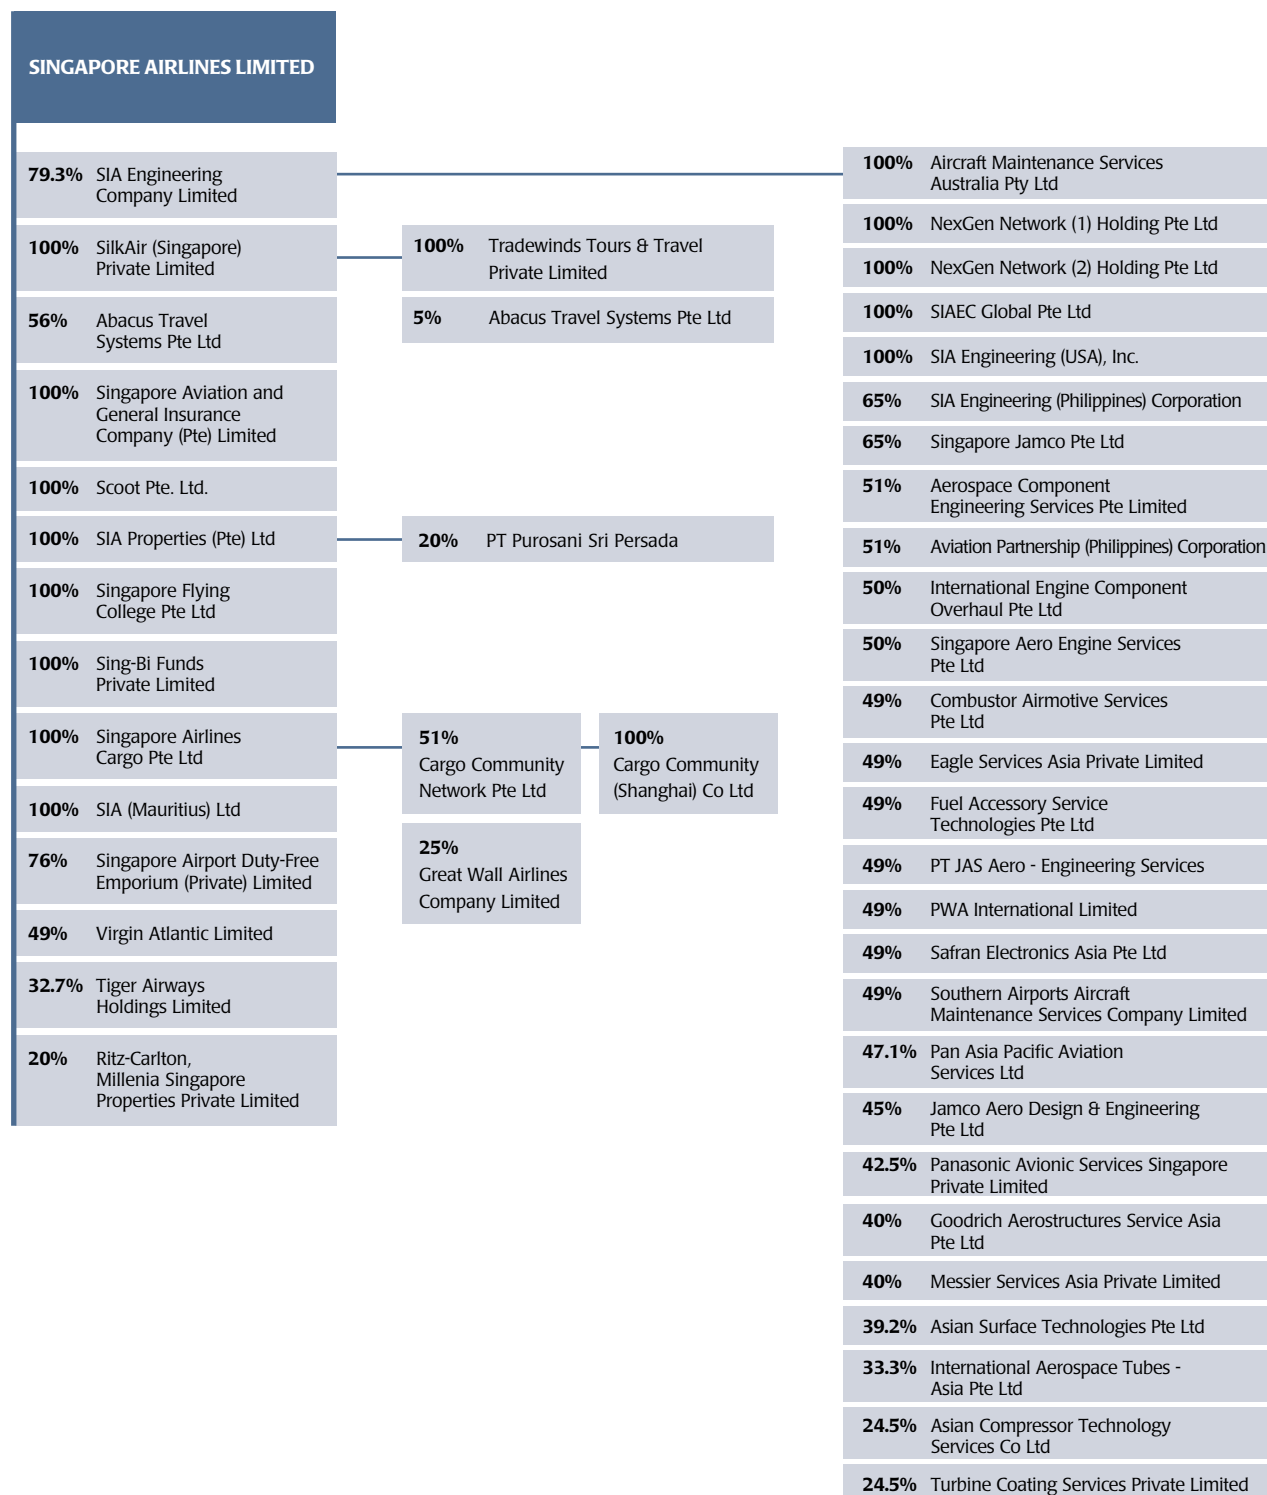 SINGAPORE AIRLINES LIMITED
79.3% SIA Engineering
Company Limited
100% SilkAir (Singapore)
Private Limited
56% Abacus Travel
Systems Pte Ltd
100% Singapore Aviation and
General Insurance
Company (Pte) Limited
100% Scoot Pte. Ltd.
100% SIA Properties (Pte) Ltd
100% Singapore Flying
College Pte Ltd
100% Sing-Bi Funds
Private Limited
100% Singapore Airlines
Cargo Pte Ltd
100% SIA (Mauritius) Ltd
76% Singapore Airport Duty-Free
Emporium (Private) Limited
49% Virgin Atlantic Limited
32.7% Tiger Airways
Holdings Limited
20% Ritz-Carlton,
Millenia Singapore
Properties Private Limited
100% Tradewinds Tours & Travel
Private Limited
5% Abacus Travel Systems Pte Ltd
20% PT Purosani Sri Persada
51%
Cargo Community
Network Pte Ltd
100%
Cargo Community
(Shanghai) Co Ltd
25%
Great Wall Airlines
Company Limited
100% Aircraft Maintenance Services
Australia Pty Ltd
100% NexGen Network (1) Holding Pte Ltd
100% NexGen Network (2) Holding Pte Ltd
100% SIAEC Global Pte Ltd
100% SIA Engineering (USA), Inc.
65% SIA Engineering (Philippines) Corporation
65% Singapore Jamco Pte Ltd
51% Aerospace Component
Engineering Services Pte Limited
51% Aviation Partnership (Philippines) Corporation
50% International Engine Component
Overhaul Pte Ltd
50% Singapore Aero Engine Services
Pte Ltd
49% Combustor Airmotive Services
Pte Ltd
49% Eagle Services Asia Private Limited
49% Fuel Accessory Service
Technologies Pte Ltd
49% PT JAS Aero - Engineering Services
49% PWA International Limited
49% Safran Electronics Asia Pte Ltd
49% Southern Airports Aircraft
Maintenance Services Company Limited
47.1% Pan Asia Pacific Aviation
Services Ltd
45% Jamco Aero Design & Engineering
Pte Ltd
42.5% Panasonic Avionic Services Singapore
Private Limited
40% Goodrich Aerostructures Service Asia
Pte Ltd
40% Messier Services Asia Private Limited
39.2% Asian Surface Technologies Pte Ltd
33.3% International Aerospace Tubes -
Asia Pte Ltd
24.5% Asian Compressor Technology
Services Co Ltd
24.5% Turbine Coating Services Private Limited